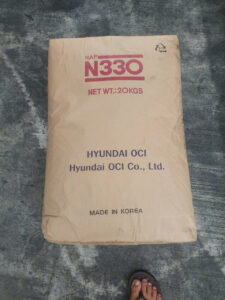 HAF
N330
NET WT.:20KGS
HYUNDAI OCI
Hyundai OCI Co., Ltd.
MADE IN KOREA